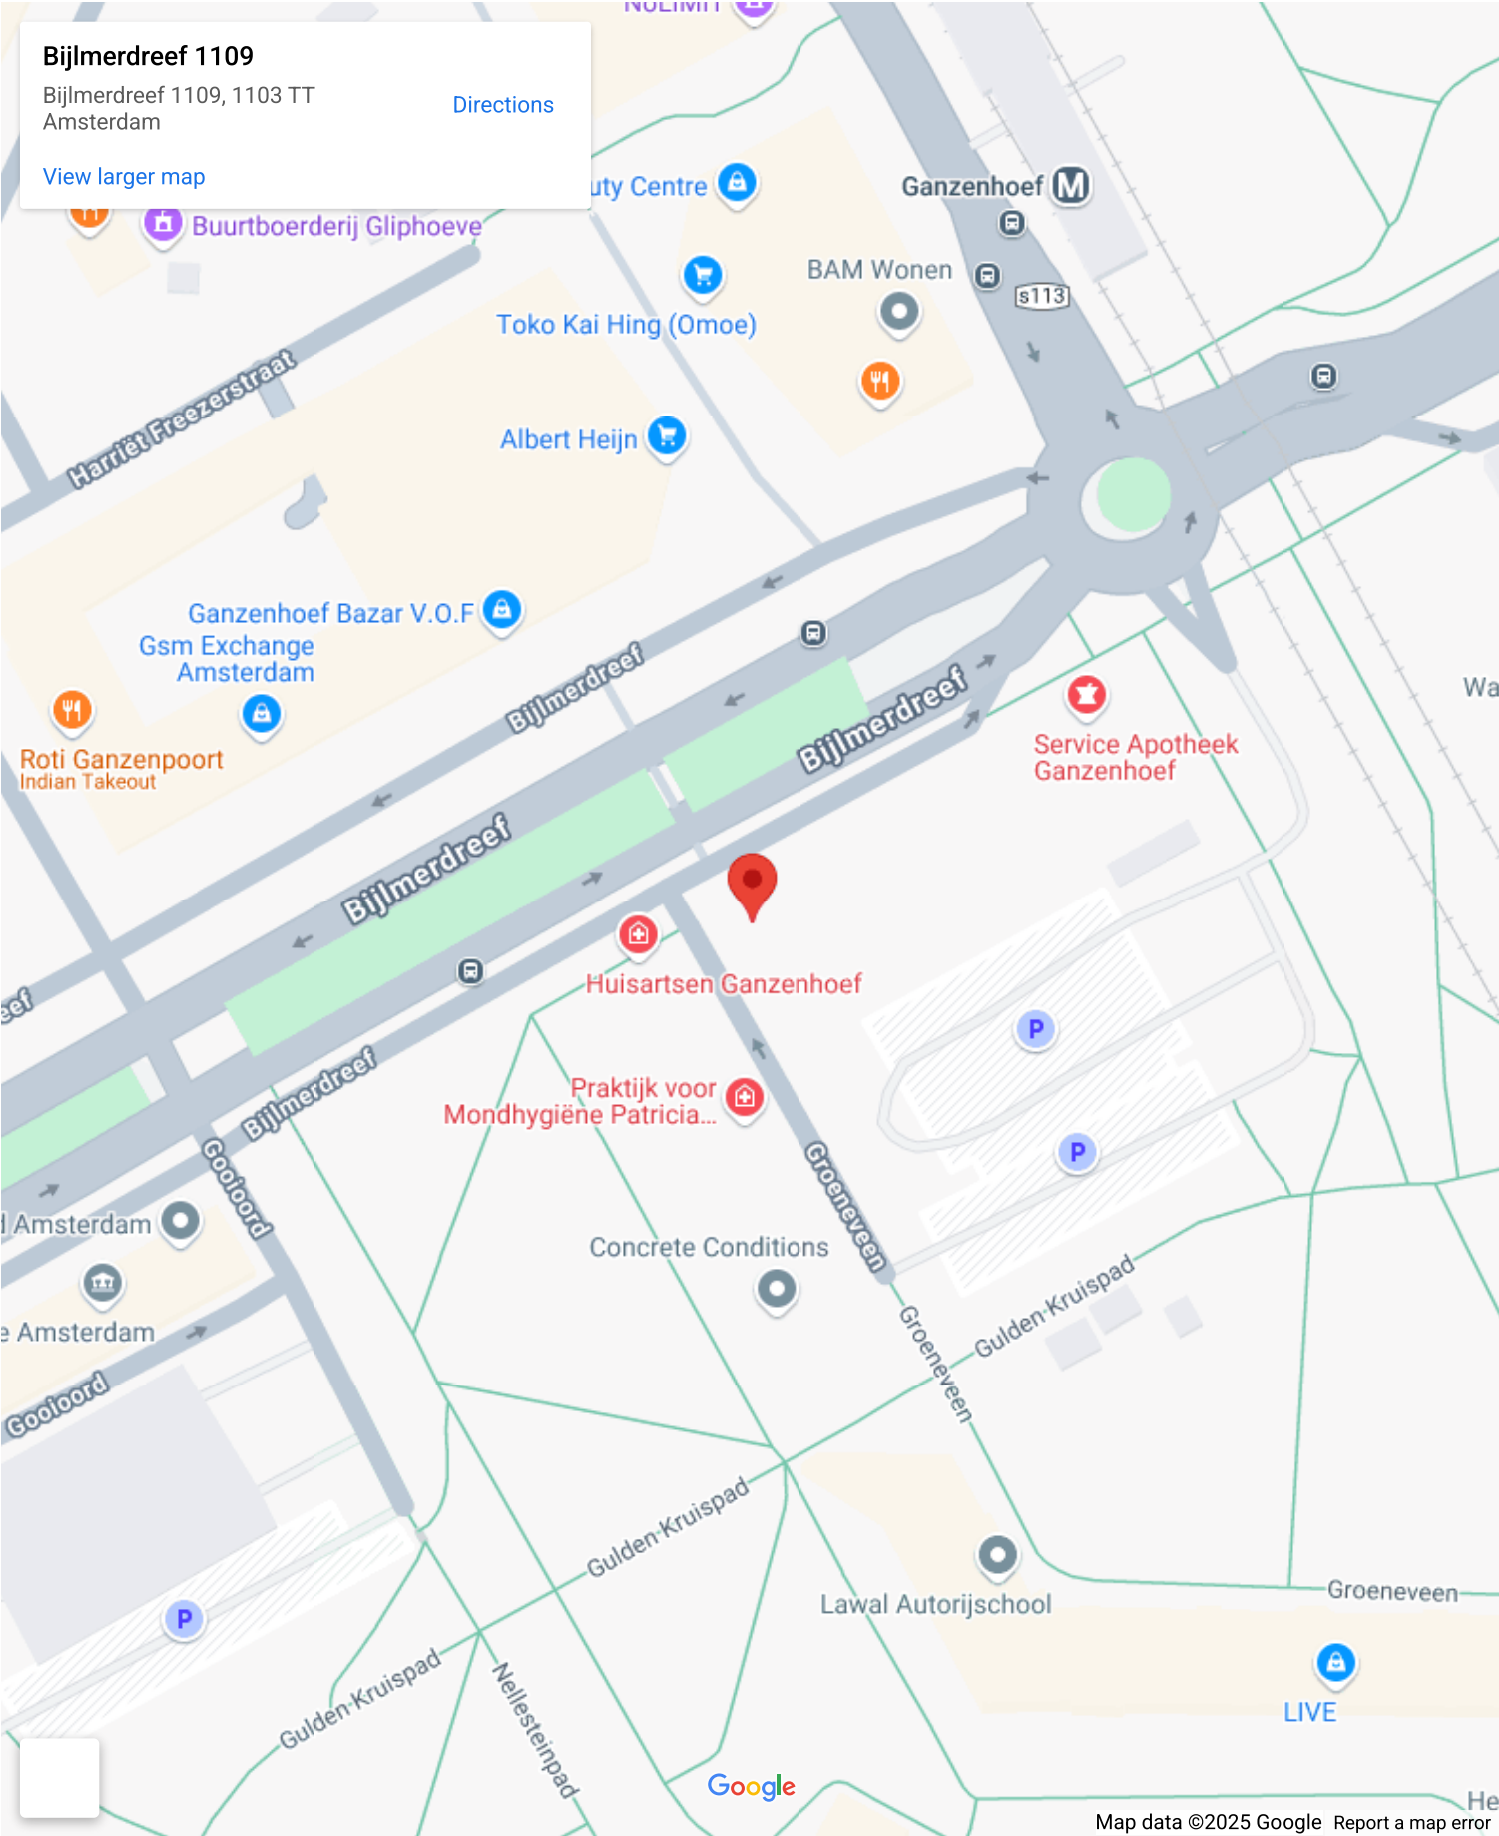 NoLIMIT
Bijlmerdreef 1109
Bijlmerdreef 1109, 1103 TT
Amsterdam
Directions
View larger map
uty Centre
Ganzenhoef
M
Buurtboerderij Gliphoeve
BAM Wonen
s113
Toko Kai Hing (Omoe)
Harriët Freezerstraat
Albert Heijn
Ganzenhoef Bazar V.O.F
Gsm Exchange
Amsterdam
Bijlmerdreef
Bijlmerdreef
Wa
Roti Ganzenpoort
Indian Takeout
Service Apotheek
Ganzenhoef
Bijlmerdreef
Huisartsen Ganzenhoef
eef
P
Bijlmerdreef
Praktijk voor
Mondhygiëne Patricia...
P
Gooioord
Groeneveen
d Amsterdam
Concrete Conditions
e Amsterdam
Gulden-Kruispad
Groeneveen
Gooioord
Gulden-Kruispad
Lawal Autorijschool
Groeneveen
P
Gulden-Kruispad
Nellesteinpad
LIVE
Google
He
Map data ©2025 Google
Report a map error